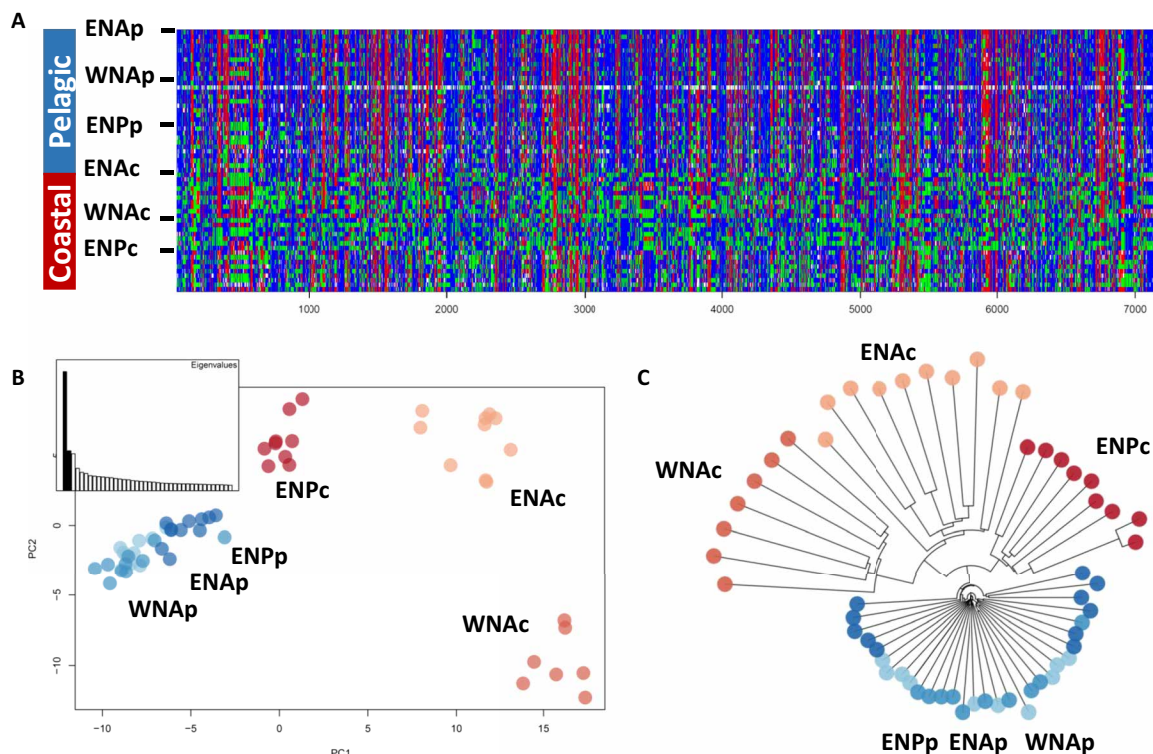 A
Pelagic
Coastal
ENAp
WNAp
ENPp
ENAc
WNAc
ENPc
1000
2000
3000
4000
5000
6000
7000
B
Eigenvalues
ENPc
ENAc
ENPp
ENAp
WNAp
WNAc
PC2
5
0
−5
−10
−10
−5
0
5
10
15
PC1
C
ENAc
WNAc
ENPc
ENPp ENAp WNAp